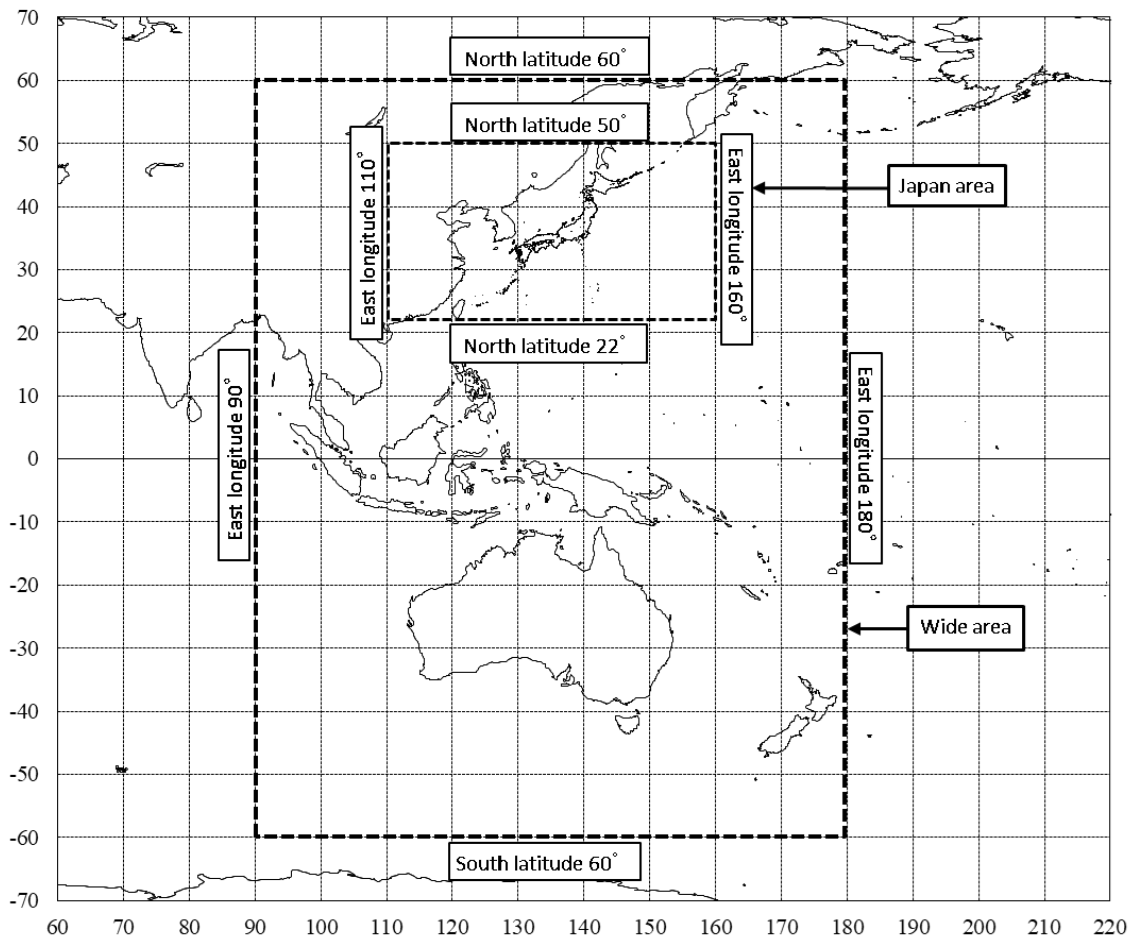 70
North latitude 60°
60
North latitude 50°
50
East longitude 110°
East longitude 160°
Japan area
40
30
20
North latitude 22°
10
East longitude 90°
East longitude 180°
0
-10
-20
Wide area
-30
-40
-50
-60
South latitude 60°
-70
60 70 80 90 100 110 120 130 140 150 160 170 180 190 200 210 220